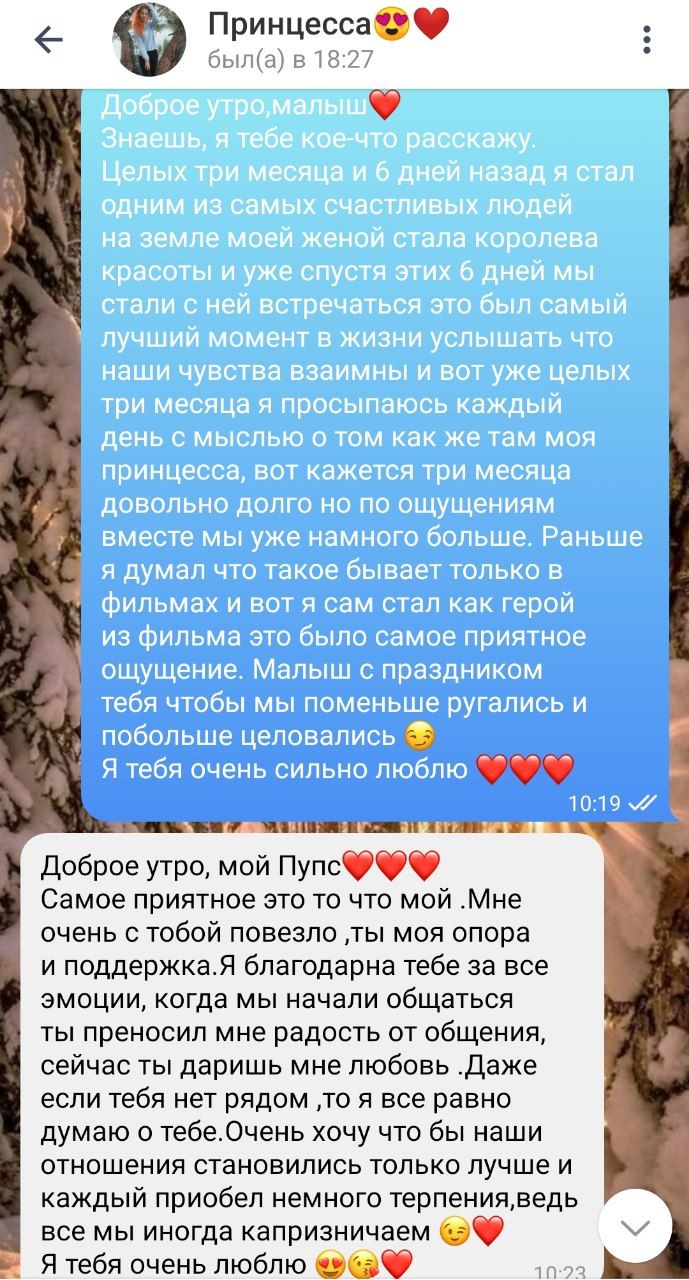 Принцесса😍❤️
был(а) в 18:27
Доброе утро,малыш❤️
Знаешь, я тебе кое-что расскажу.
Целых три месяца и 6 дней назад я стал
одним из самых счастливых людей
на земле моей женой стала королева
красоты и уже спустя этих 6 дней мы
стали с ней встречаться это был самый
лучший момент в жизни услышать что
наши чувства взаимны и вот уже целых
три месяца я просыпаюсь каждый
день с мыслью о том как же там моя
принцесса, вот кажется три месяца
довольно долго но по ощущениям
вместе мы уже намного больше. Раньше
я думал что такое бывает только в
фильмах и вот я сам стал как герой
из фильма это было самое приятное
ощущение. Малыш с праздником
тебя чтобы мы поменьше ругались и
побольше целовались 😏
Я тебя очень сильно люблю ❤️❤️❤️
10:19
Доброе утро, мой Пупс❤️❤️❤️
Самое приятное это то что мой .Мне
очень с тобой повезло ,ты моя опора
и поддержка.Я благодарна тебе за все
эмоции, когда мы начали общаться
ты преносил мне радость от общения,
сейчас ты даришь мне любовь .Даже
если тебя нет рядом ,то я все равно
думаю о тебе.Очень хочу что бы наши
отношения становились только лучше и
каждый приобел немного терпения,ведь
все мы иногда капризничаем 😉❤️
Я тебя очень люблю 😍😘❤️
10:23